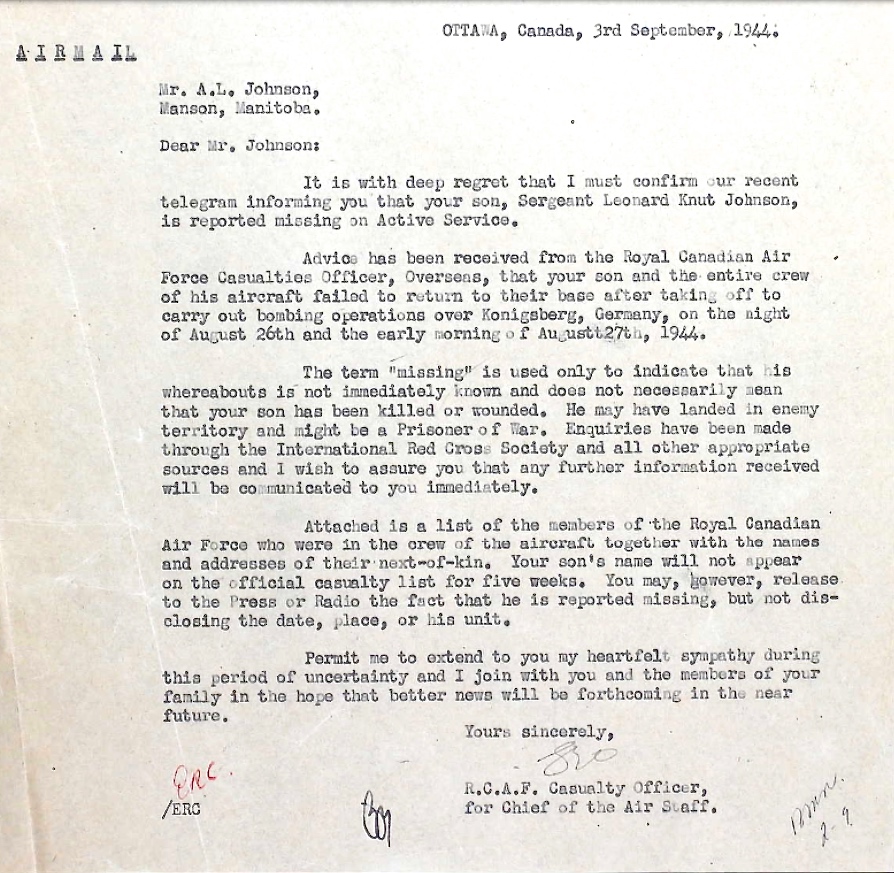 OTTAWA, Canada, 3rd September, 1944.
AIRMAIL
Mr. A.L. Johnson,
Manson, Manitoba.
Dear Mr. Johnson:
It is with deep regret that I must confirm our recent
telegram informing you that your son, Sergeant Leonard Knut Johnson,
is reported missing on Active Service.
Advice has been received from the Royal Canadian Air
Force Casualties Officer, Overseas, that your son and the entire crew
of his aircraft failed to return to their base after taking off to
carry out bombing operations over Konigsberg, Germany, on the night
of August 26th and the early morning of Augustt27th, 1944.
The term "missing" is used only to indicate that his
whereabouts is not immediately known and does not necessarily mean
that your son has been killed or wounded. He may have landed in enemy
territory and might be a Prisoner of War. Enquiries have been made
through the International Red Cross Society and all other appropriate
sources and I wish to assure you that any further information received
will be communicated to you immediately.
Attached is a list of the members of the Royal Canadian
Air Force who were in the crew of the aircraft together with the names
and addresses of their next-of-kin. Your son's name will not appear
on the official casualty list for five weeks. You may, however, release
to the Press or Radio the fact that he is reported missing, but not dis-
closing the date, place, or his unit.
Permit me to extend to you my heartfelt sympathy during
this period of uncertainty and I join with you and the members of your
family in the hope that better news will be forthcoming in the near
future.
Yours sincerely,
ERC.
R.C.A.F. Casualty Officer,
/ERC
for Chief of the Air Staff.
2-9